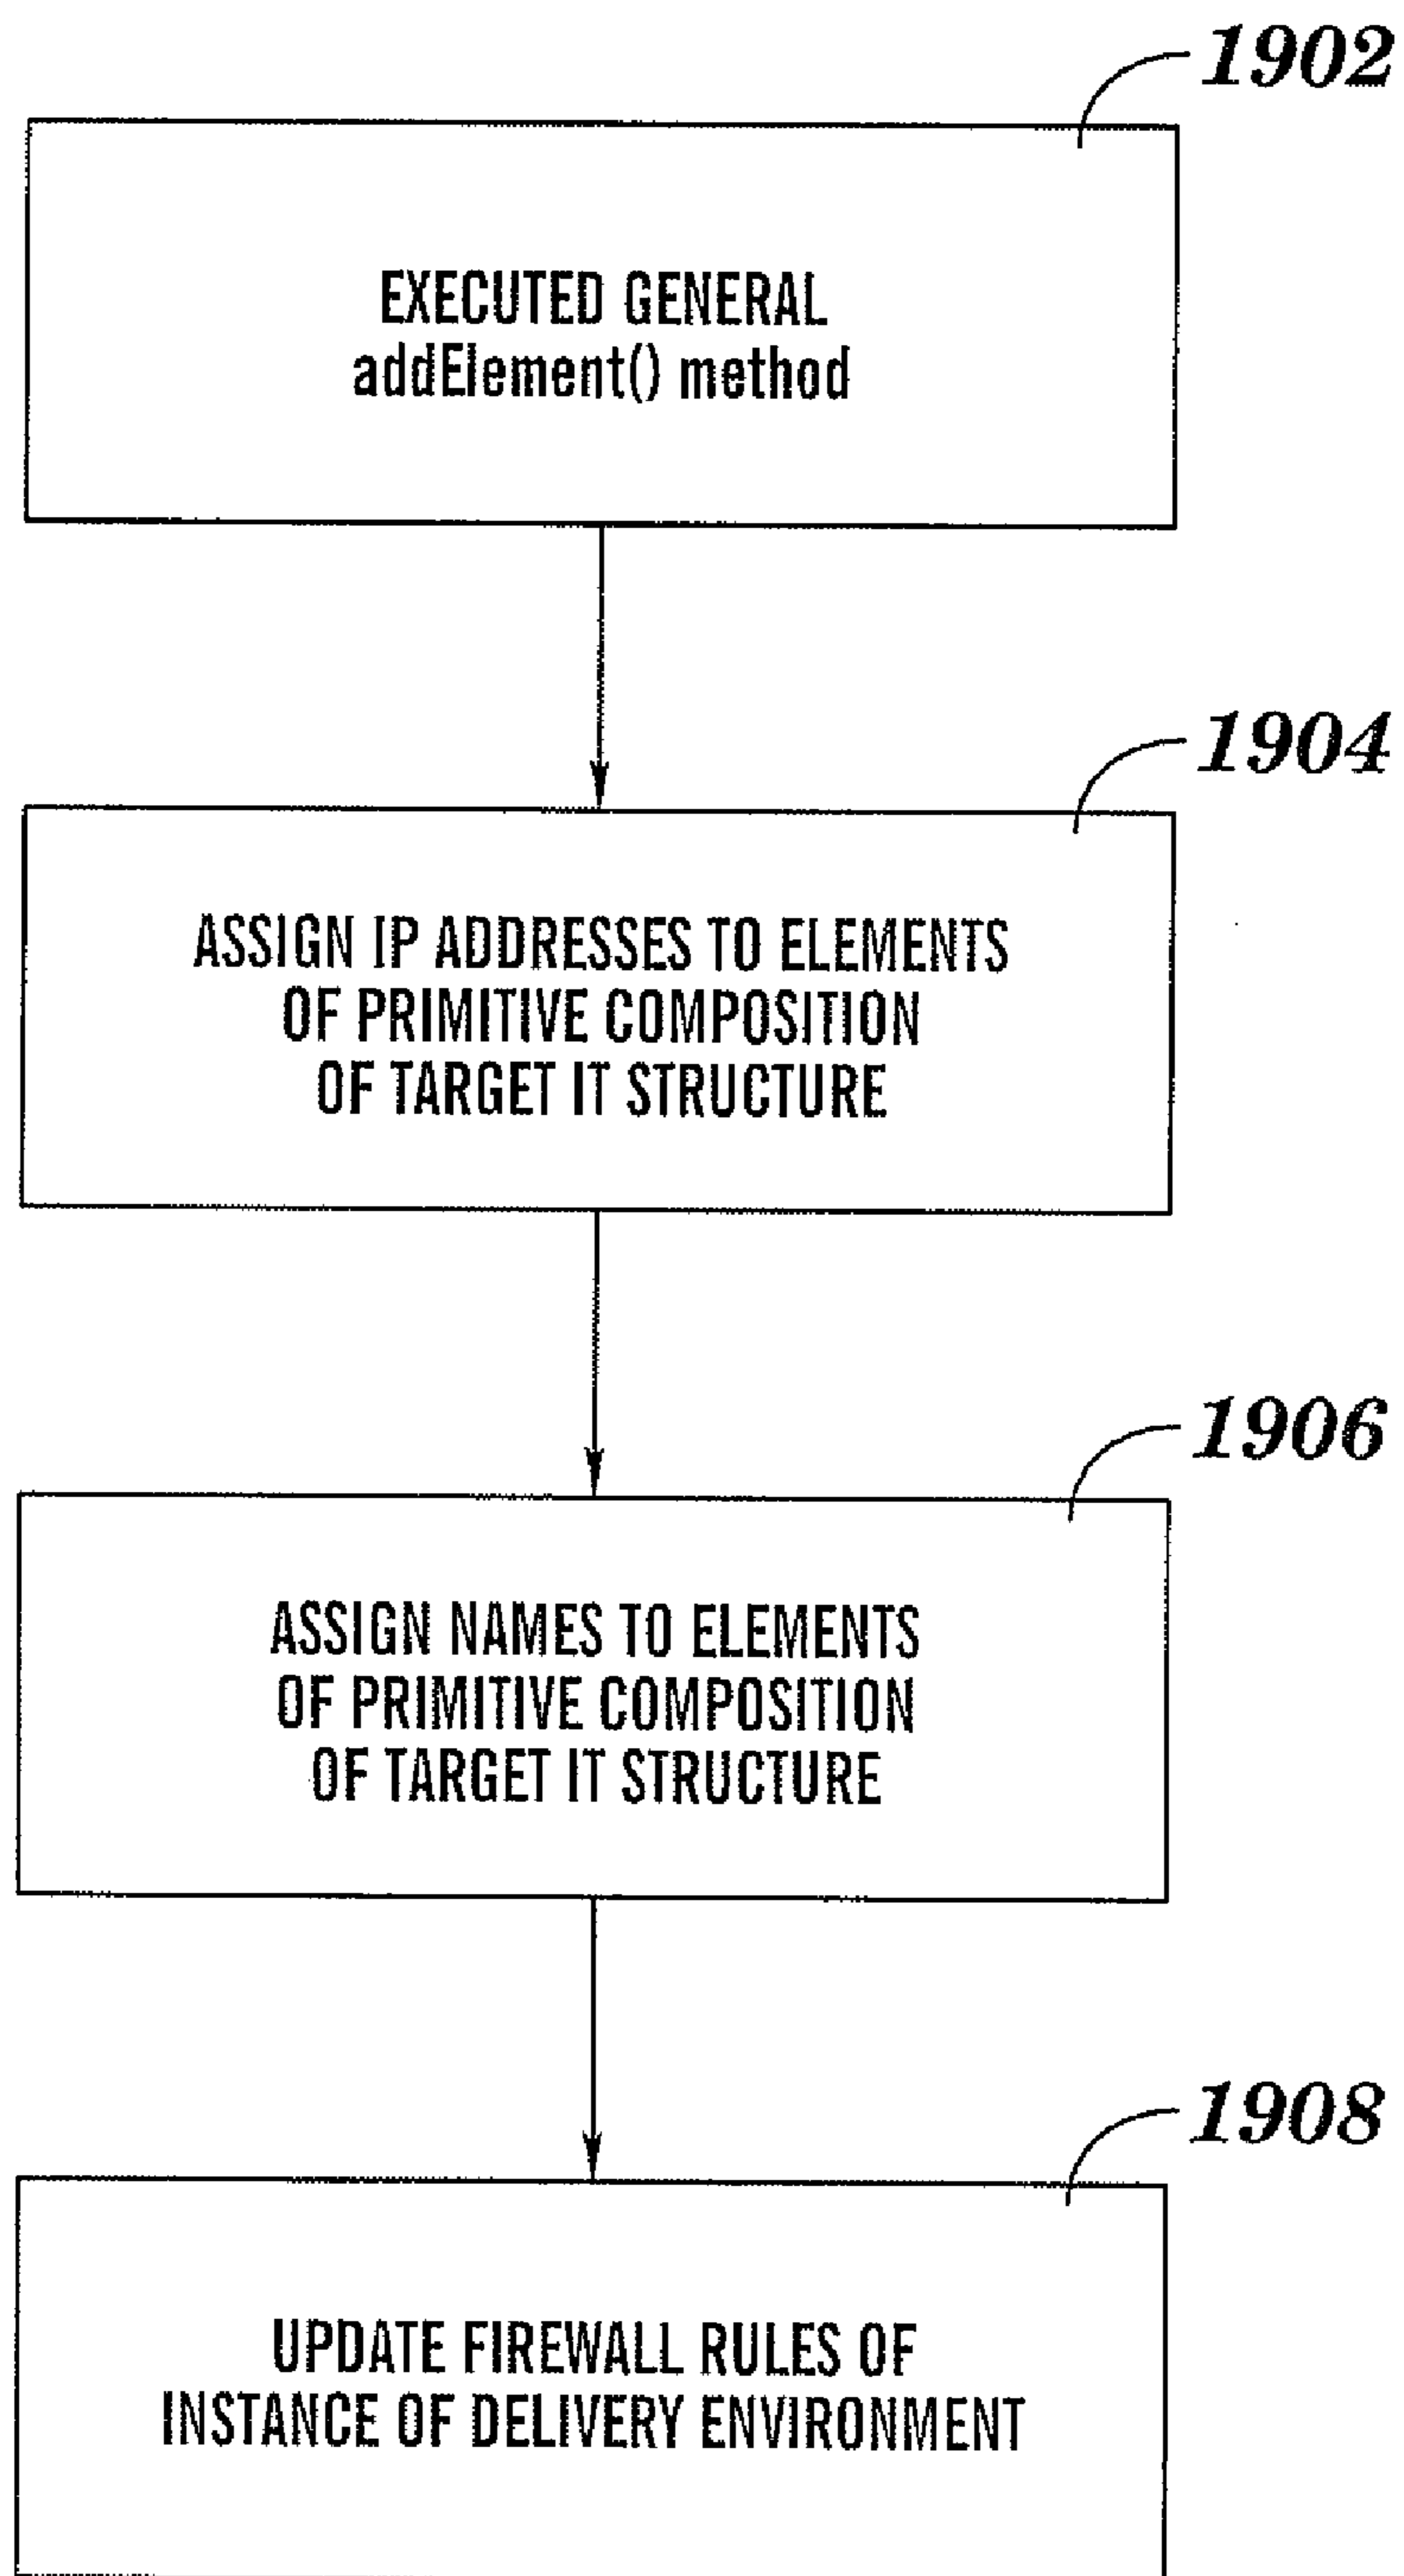 1902
EXECUTED GENERAL
addElement() method
1904
ASSIGN IP ADDRESSES TO ELEMENTS
OF PRIMITIVE COMPOSITION
OF TARGET IT STRUCTURE
1906
ASSIGN NAMES TO ELEMENTS
OF PRIMITIVE COMPOSITION
OF TARGET IT STRUCTURE
1908
UPDATE FIREWALL RULES OF
INSTANCE OF DELIVERY ENVIRONMENT